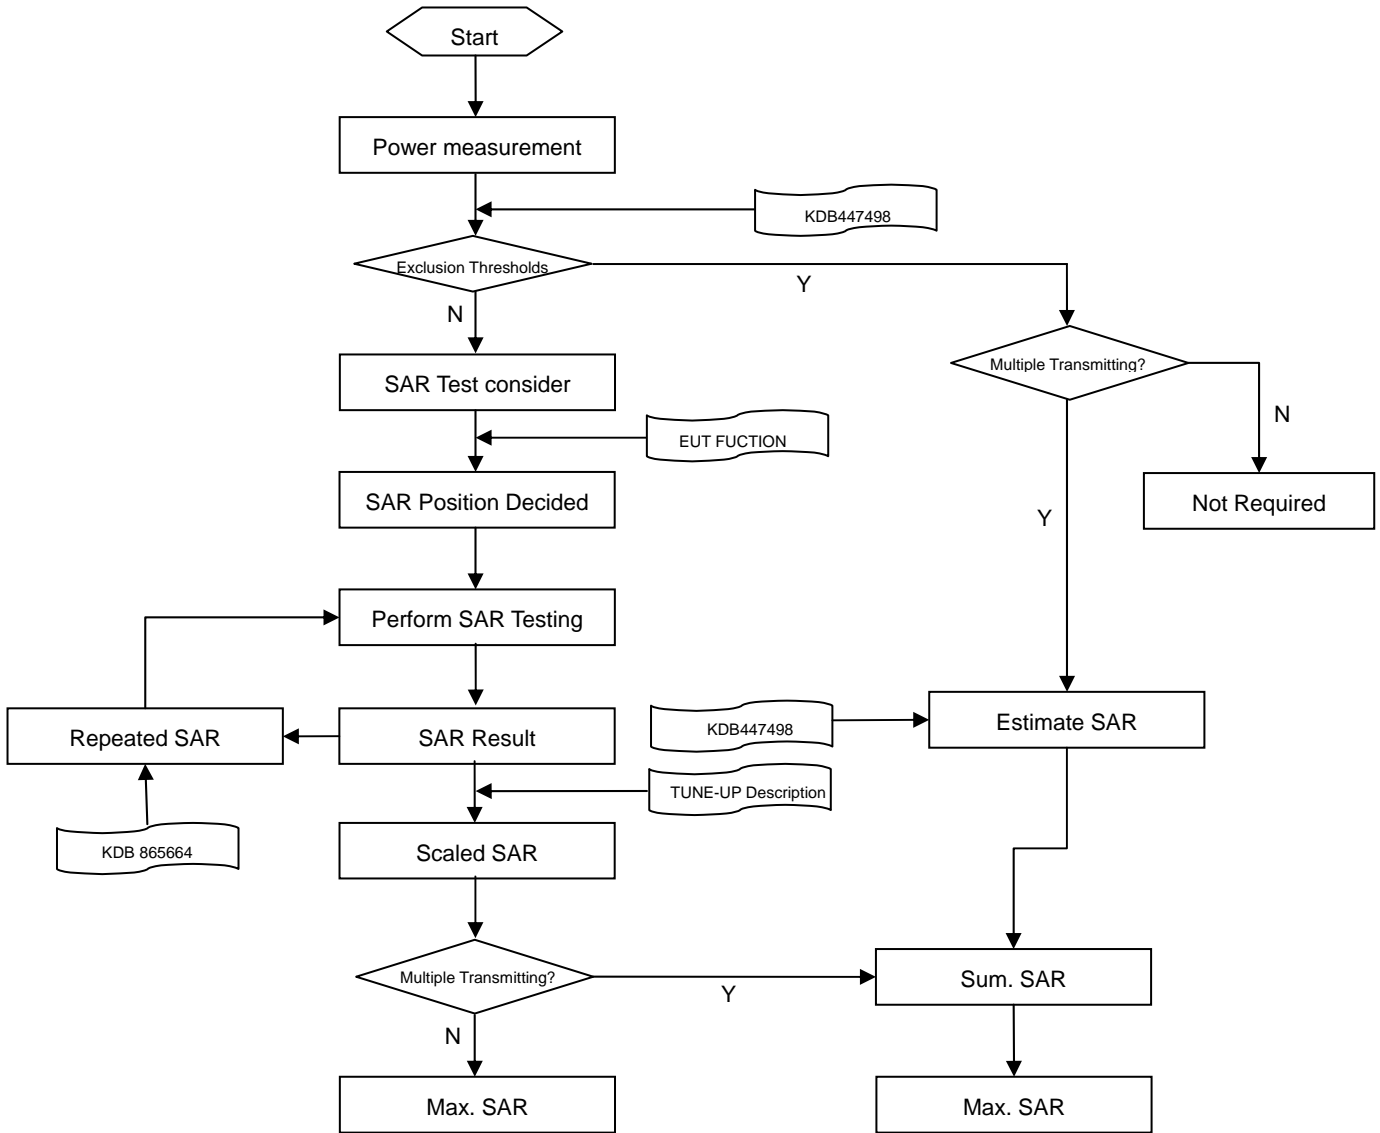 Start
Power measurement
KDB447498
Exclusion Thresholds
Y
N
Multiple Transmitting?
SAR Test consider
N
EUT FUCTION
SAR Position Decided
Not Required
Y
Perform SAR Testing
Repeated SAR
SAR Result
KDB447498
Estimate SAR
TUNE-UP Description
KDB 865664
Scaled SAR
Multiple Transmitting?
Y
Sum. SAR
N
Max. SAR
Max. SAR